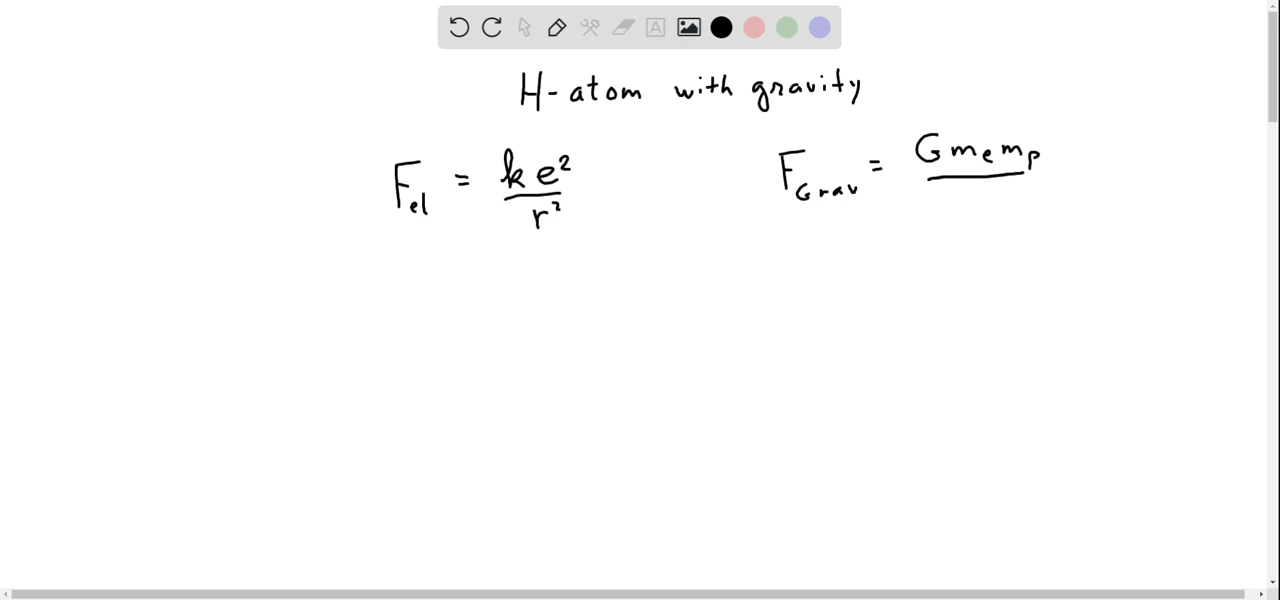 H-atom with gravity
F_el = ke²/r² F_Grav = Gm_em_p